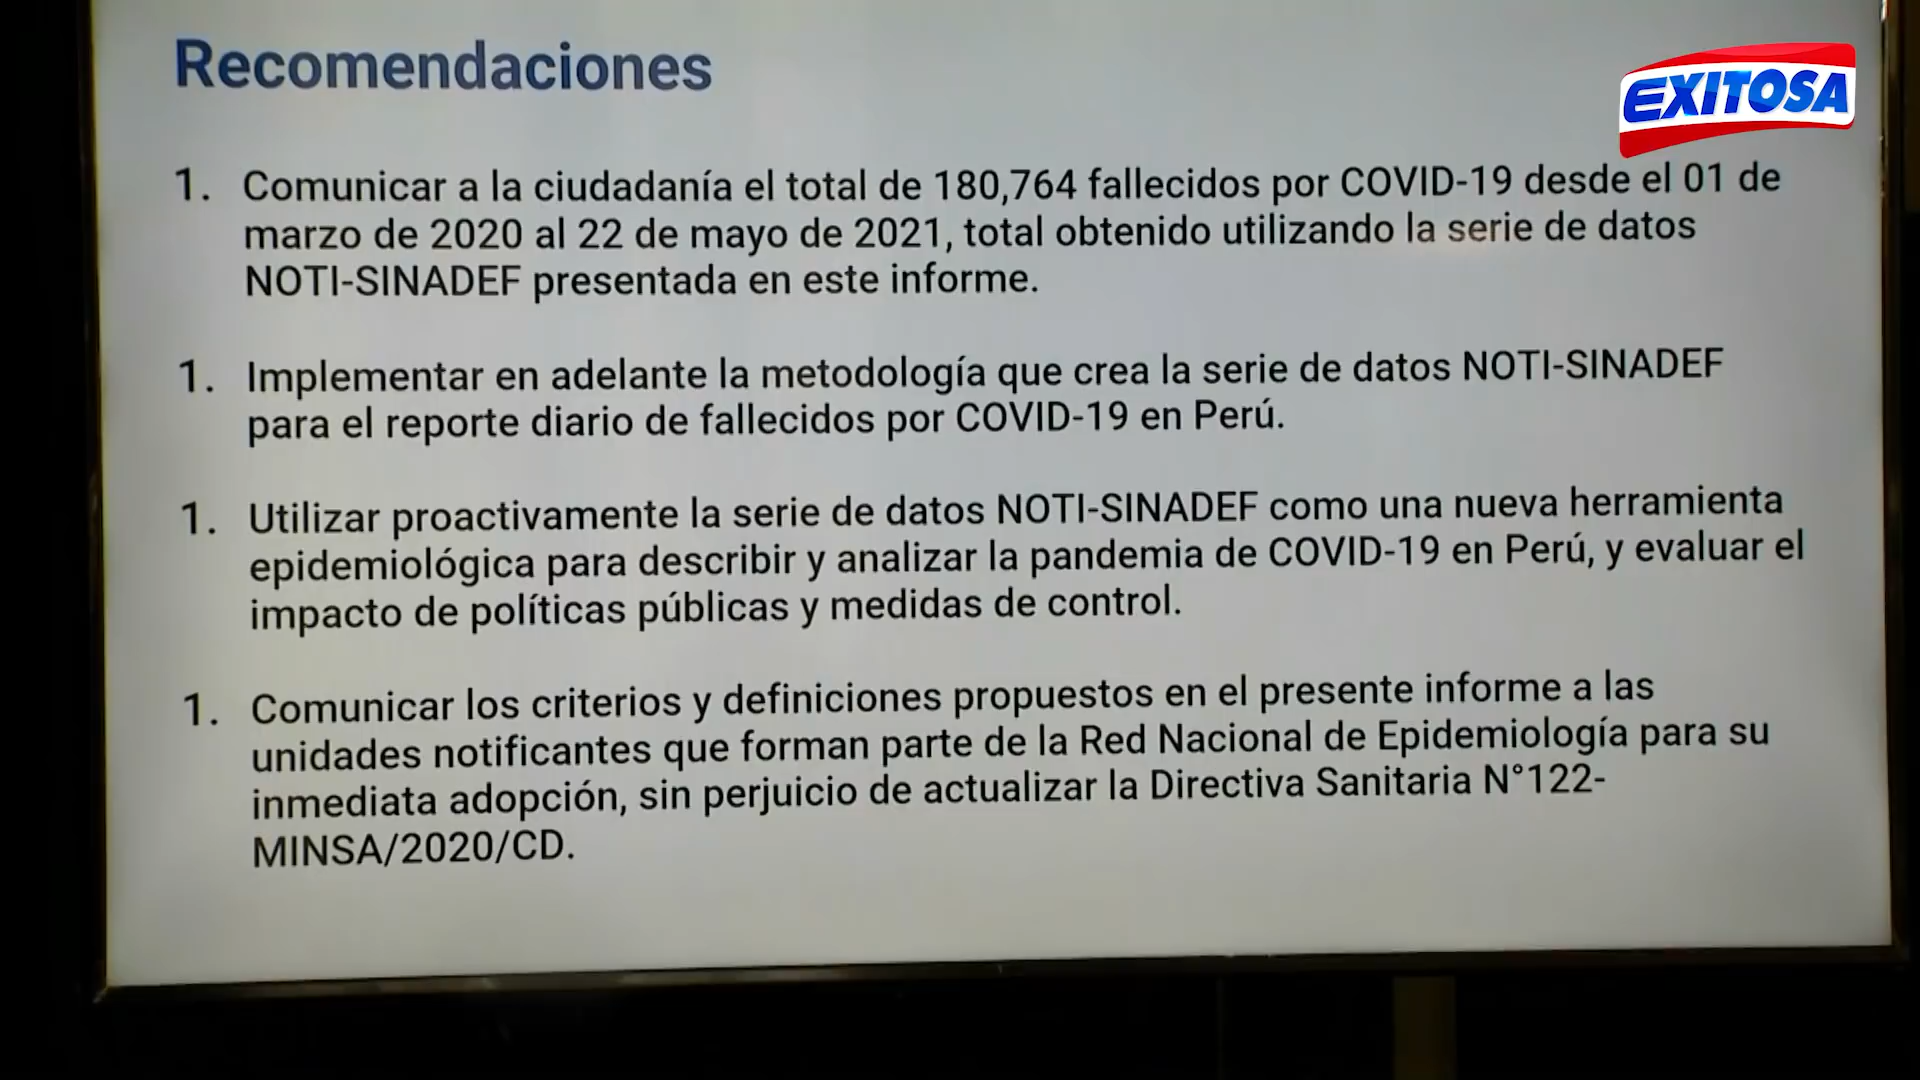 Recomendaciones
EXITOSA
1. Comunicar a la ciudadanía el total de 180,764 fallecidos por COVID-19 desde el 01 de
marzo de 2020 al 22 de mayo de 2021, total obtenido utilizando la serie de datos
NOTI-SINADEF presentada en este informe.
1. Implementar en adelante la metodología que crea la serie de datos NOTI-SINADEF
para el reporte diario de fallecidos por COVID-19 en Perú.
1. Utilizar proactivamente la serie de datos NOTI-SINADEF como una nueva herramienta
epidemiológica para describir y analizar la pandemia de COVID-19 en Perú, y evaluar el
impacto de políticas públicas y medidas de control.
1. Comunicar los criterios y definiciones propuestos en el presente informe a las
unidades notificantes que forman parte de la Red Nacional de Epidemiología para su
inmediata adopción, sin perjuicio de actualizar la Directiva Sanitaria N°122-
MINSA/2020/CD.